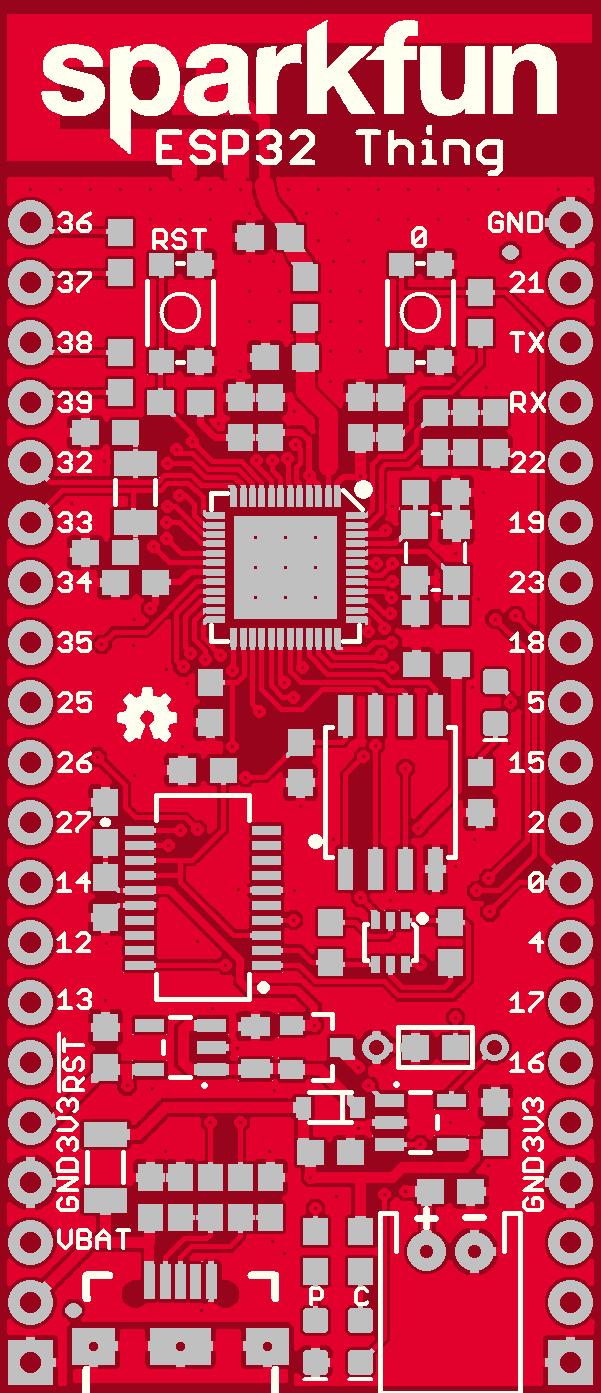 sparkfun
ESP32 Thing
36 GND
RST 0
37 21
38 TX
39 RX
32 22
33 19
34 23
35 18
25 5
26 15
27 2
14 0
12 4
13 17
RST 16
3V3 3V3
GND GND
+ -
VBAT
P C